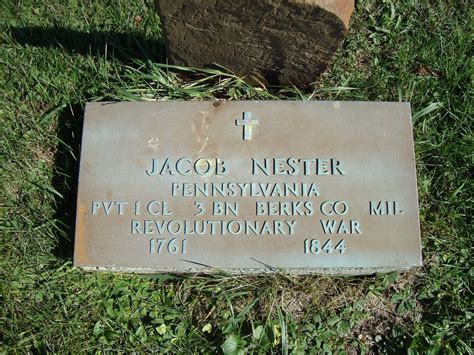 JACOB NESTER
PENNSYLVANIA
PVT 1 CL 3 BN BERKS CO MIL
REVOLUTIONARY WAR
1761 1844